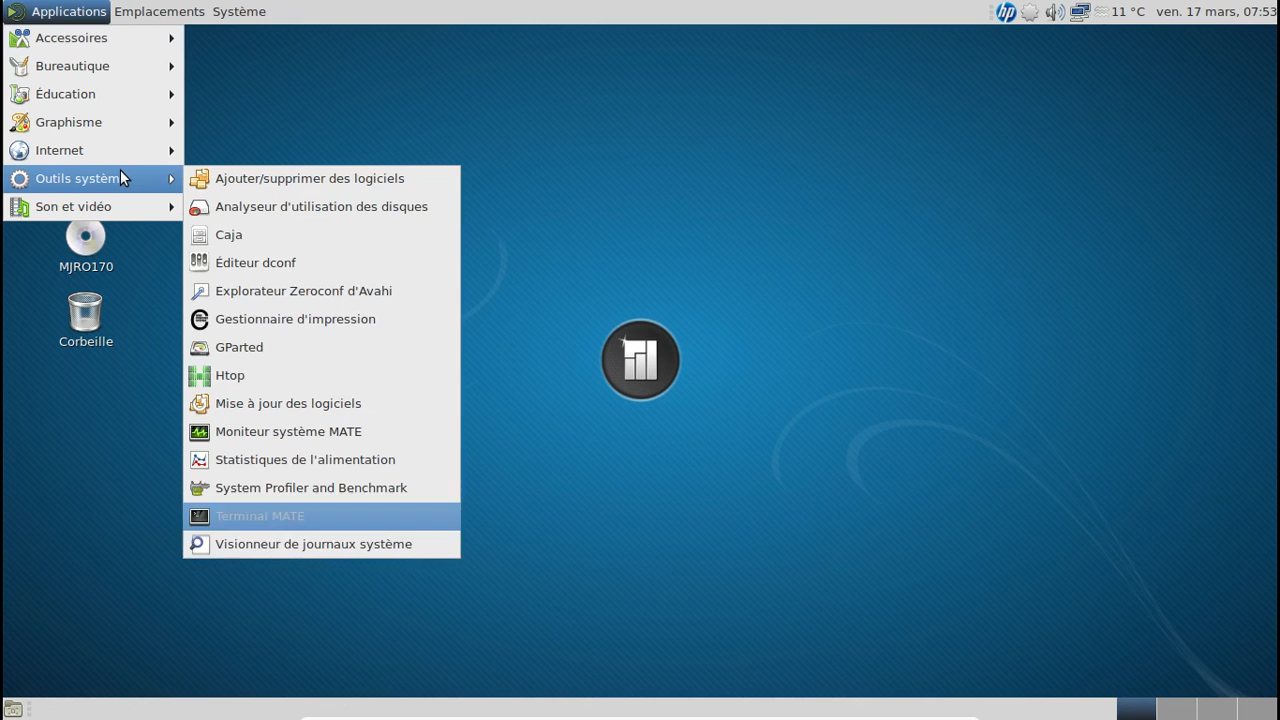 Applications Emplacements Système 11 °C ven. 17 mars, 07:53
Accessoires
Bureautique
Éducation
Graphisme
Internet
Outils système
Son et vidéo
Ajouter/supprimer des logiciels
Analyseur d'utilisation des disques
Caja
Éditeur dconf
Explorateur Zeroconf d'Avahi
Gestionnaire d'impression
GParted
Htop
Mise à jour des logiciels
Moniteur système MATE
Statistiques de l'alimentation
System Profiler and Benchmark
Terminal MATE
Visionneur de journaux système
MJRO170
Corbeille